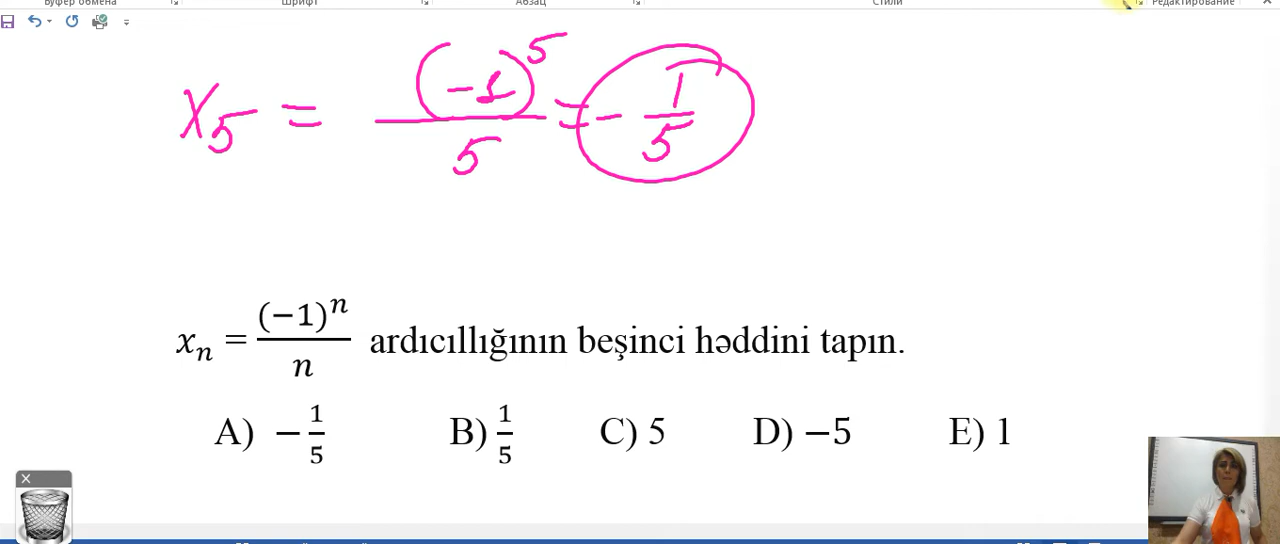 Буфер обмена Шрифт Абзац Стили Редактирование
x₅ = (-1)⁵/5 = -1/5
xₙ = (−1)ⁿ/n ardıcıllığının beşinci həddini tapın.
A) −1/5 B) 1/5 C) 5 D) −5 E) 1